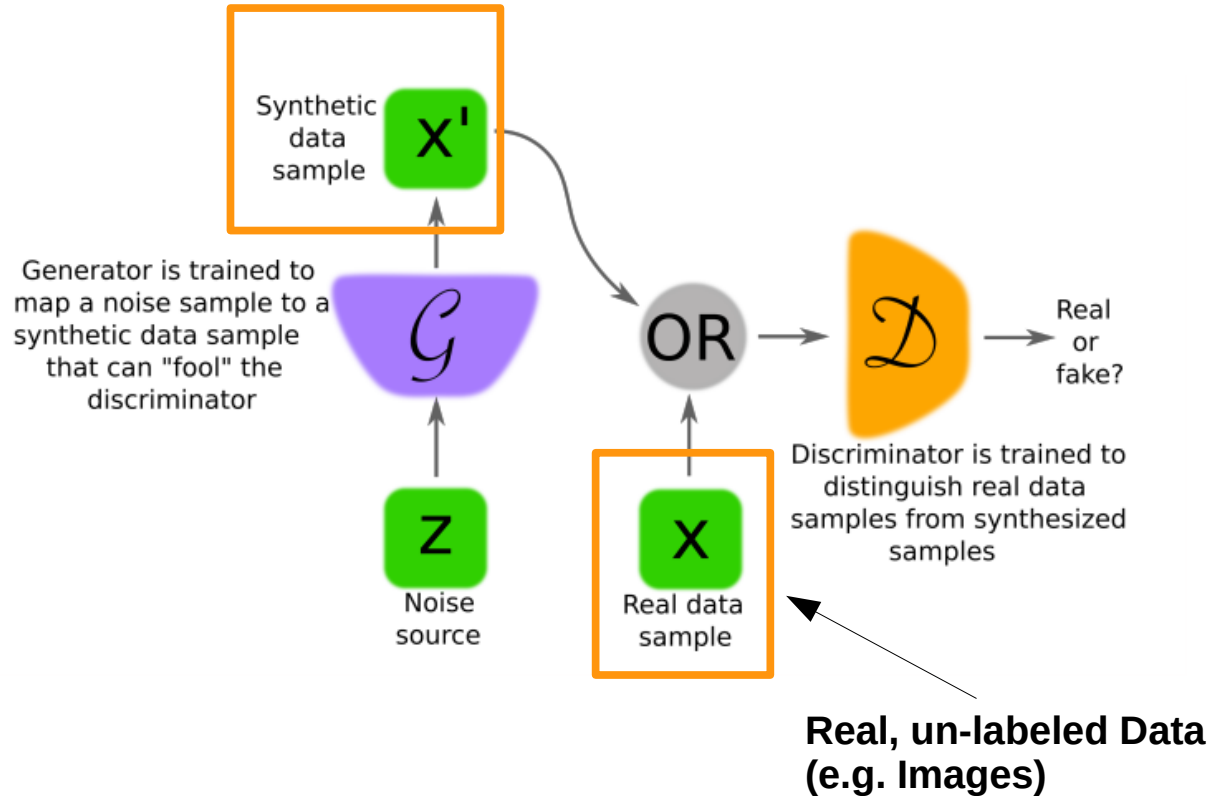 Synthetic
data
sample
x'
Generator is trained to
map a noise sample to a
synthetic data sample
that can "fool" the
discriminator
G
OR
D
Real
or
fake?
Discriminator is trained to
distinguish real data
samples from synthesized
samples
z
Noise
source
x
Real data
sample
Real, un-labeled Data
(e.g. Images)